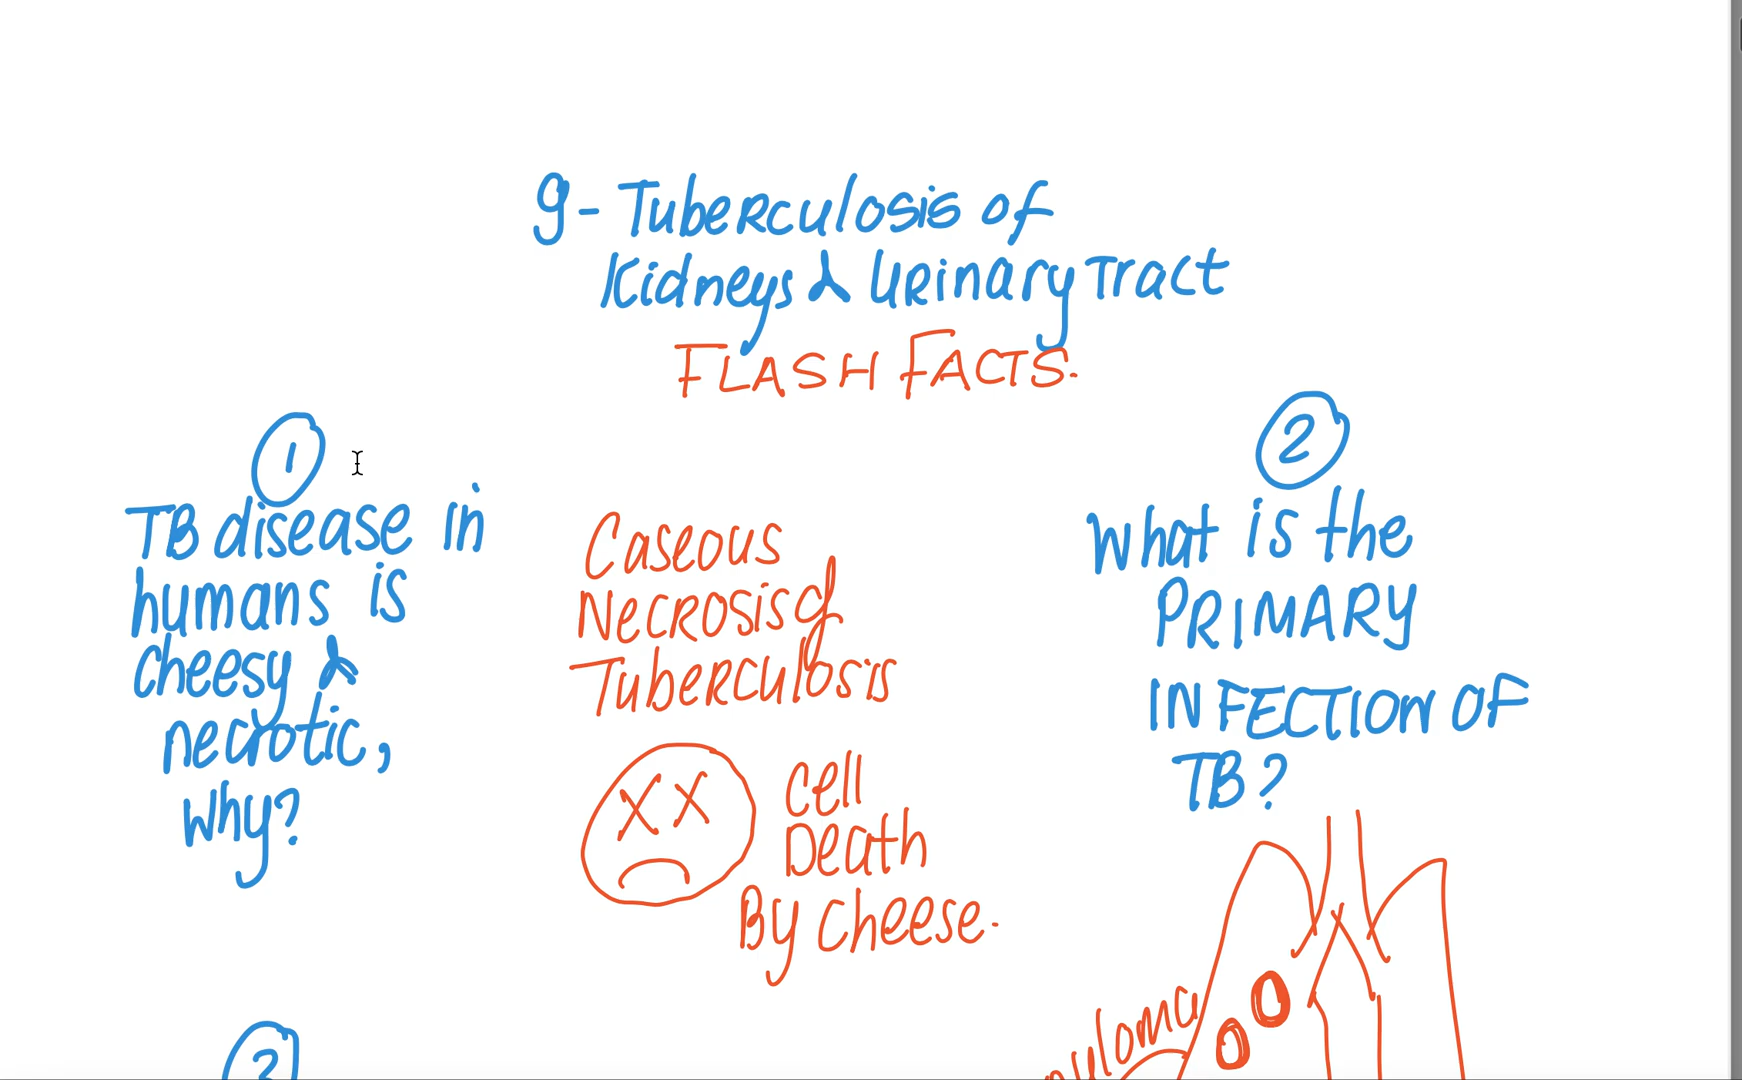 9- Tuberculosis of
Kidneys & Urinary Tract
FLASH FACTS.
1
TB disease in
humans is
cheesy &
necrotic,
why?
Caseous
Necrosis of
Tuberculosis
Cell
Death
By cheese.
2
What is the
PRIMARY
INFECTION OF
TB?